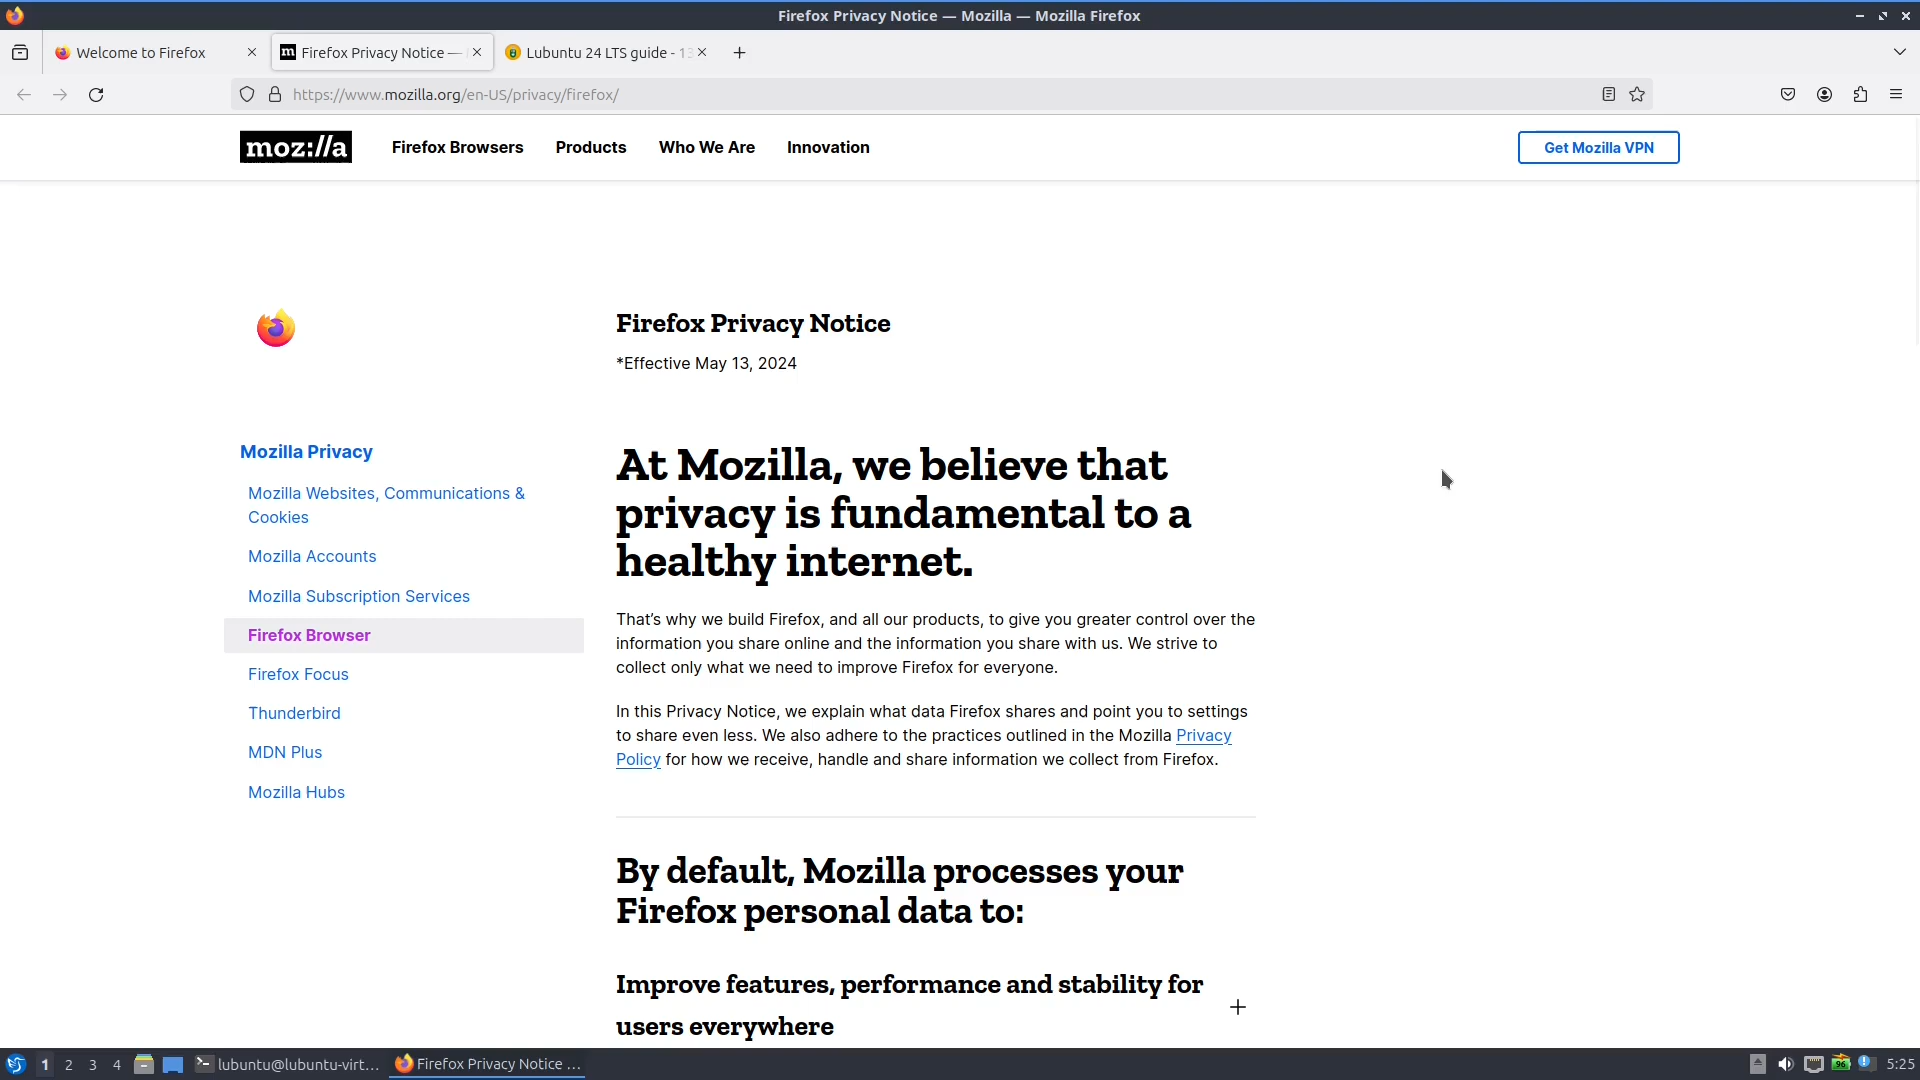 Firefox Privacy Notice — Mozilla — Mozilla Firefox
Welcome to Firefox
Firefox Privacy Notice —
Lubuntu 24 LTS guide - 13
https://www.mozilla.org/en-US/privacy/firefox/
moz://a
Firefox Browsers
Products
Who We Are
Innovation
Get Mozilla VPN
Firefox Privacy Notice
*Effective May 13, 2024
Mozilla Privacy
Mozilla Websites, Communications &
Cookies
Mozilla Accounts
Mozilla Subscription Services
Firefox Browser
Firefox Focus
Thunderbird
MDN Plus
Mozilla Hubs
At Mozilla, we believe that
privacy is fundamental to a
healthy internet.
That’s why we build Firefox, and all our products, to give you greater control over the
information you share online and the information you share with us. We strive to
collect only what we need to improve Firefox for everyone.
In this Privacy Notice, we explain what data Firefox shares and point you to settings
to share even less. We also adhere to the practices outlined in the Mozilla Privacy
Policy for how we receive, handle and share information we collect from Firefox.
By default, Mozilla processes your
Firefox personal data to:
Improve features, performance and stability for
users everywhere
1
2
3
4
lubuntu@lubuntu-virt...
Firefox Privacy Notice ...
96
5:25